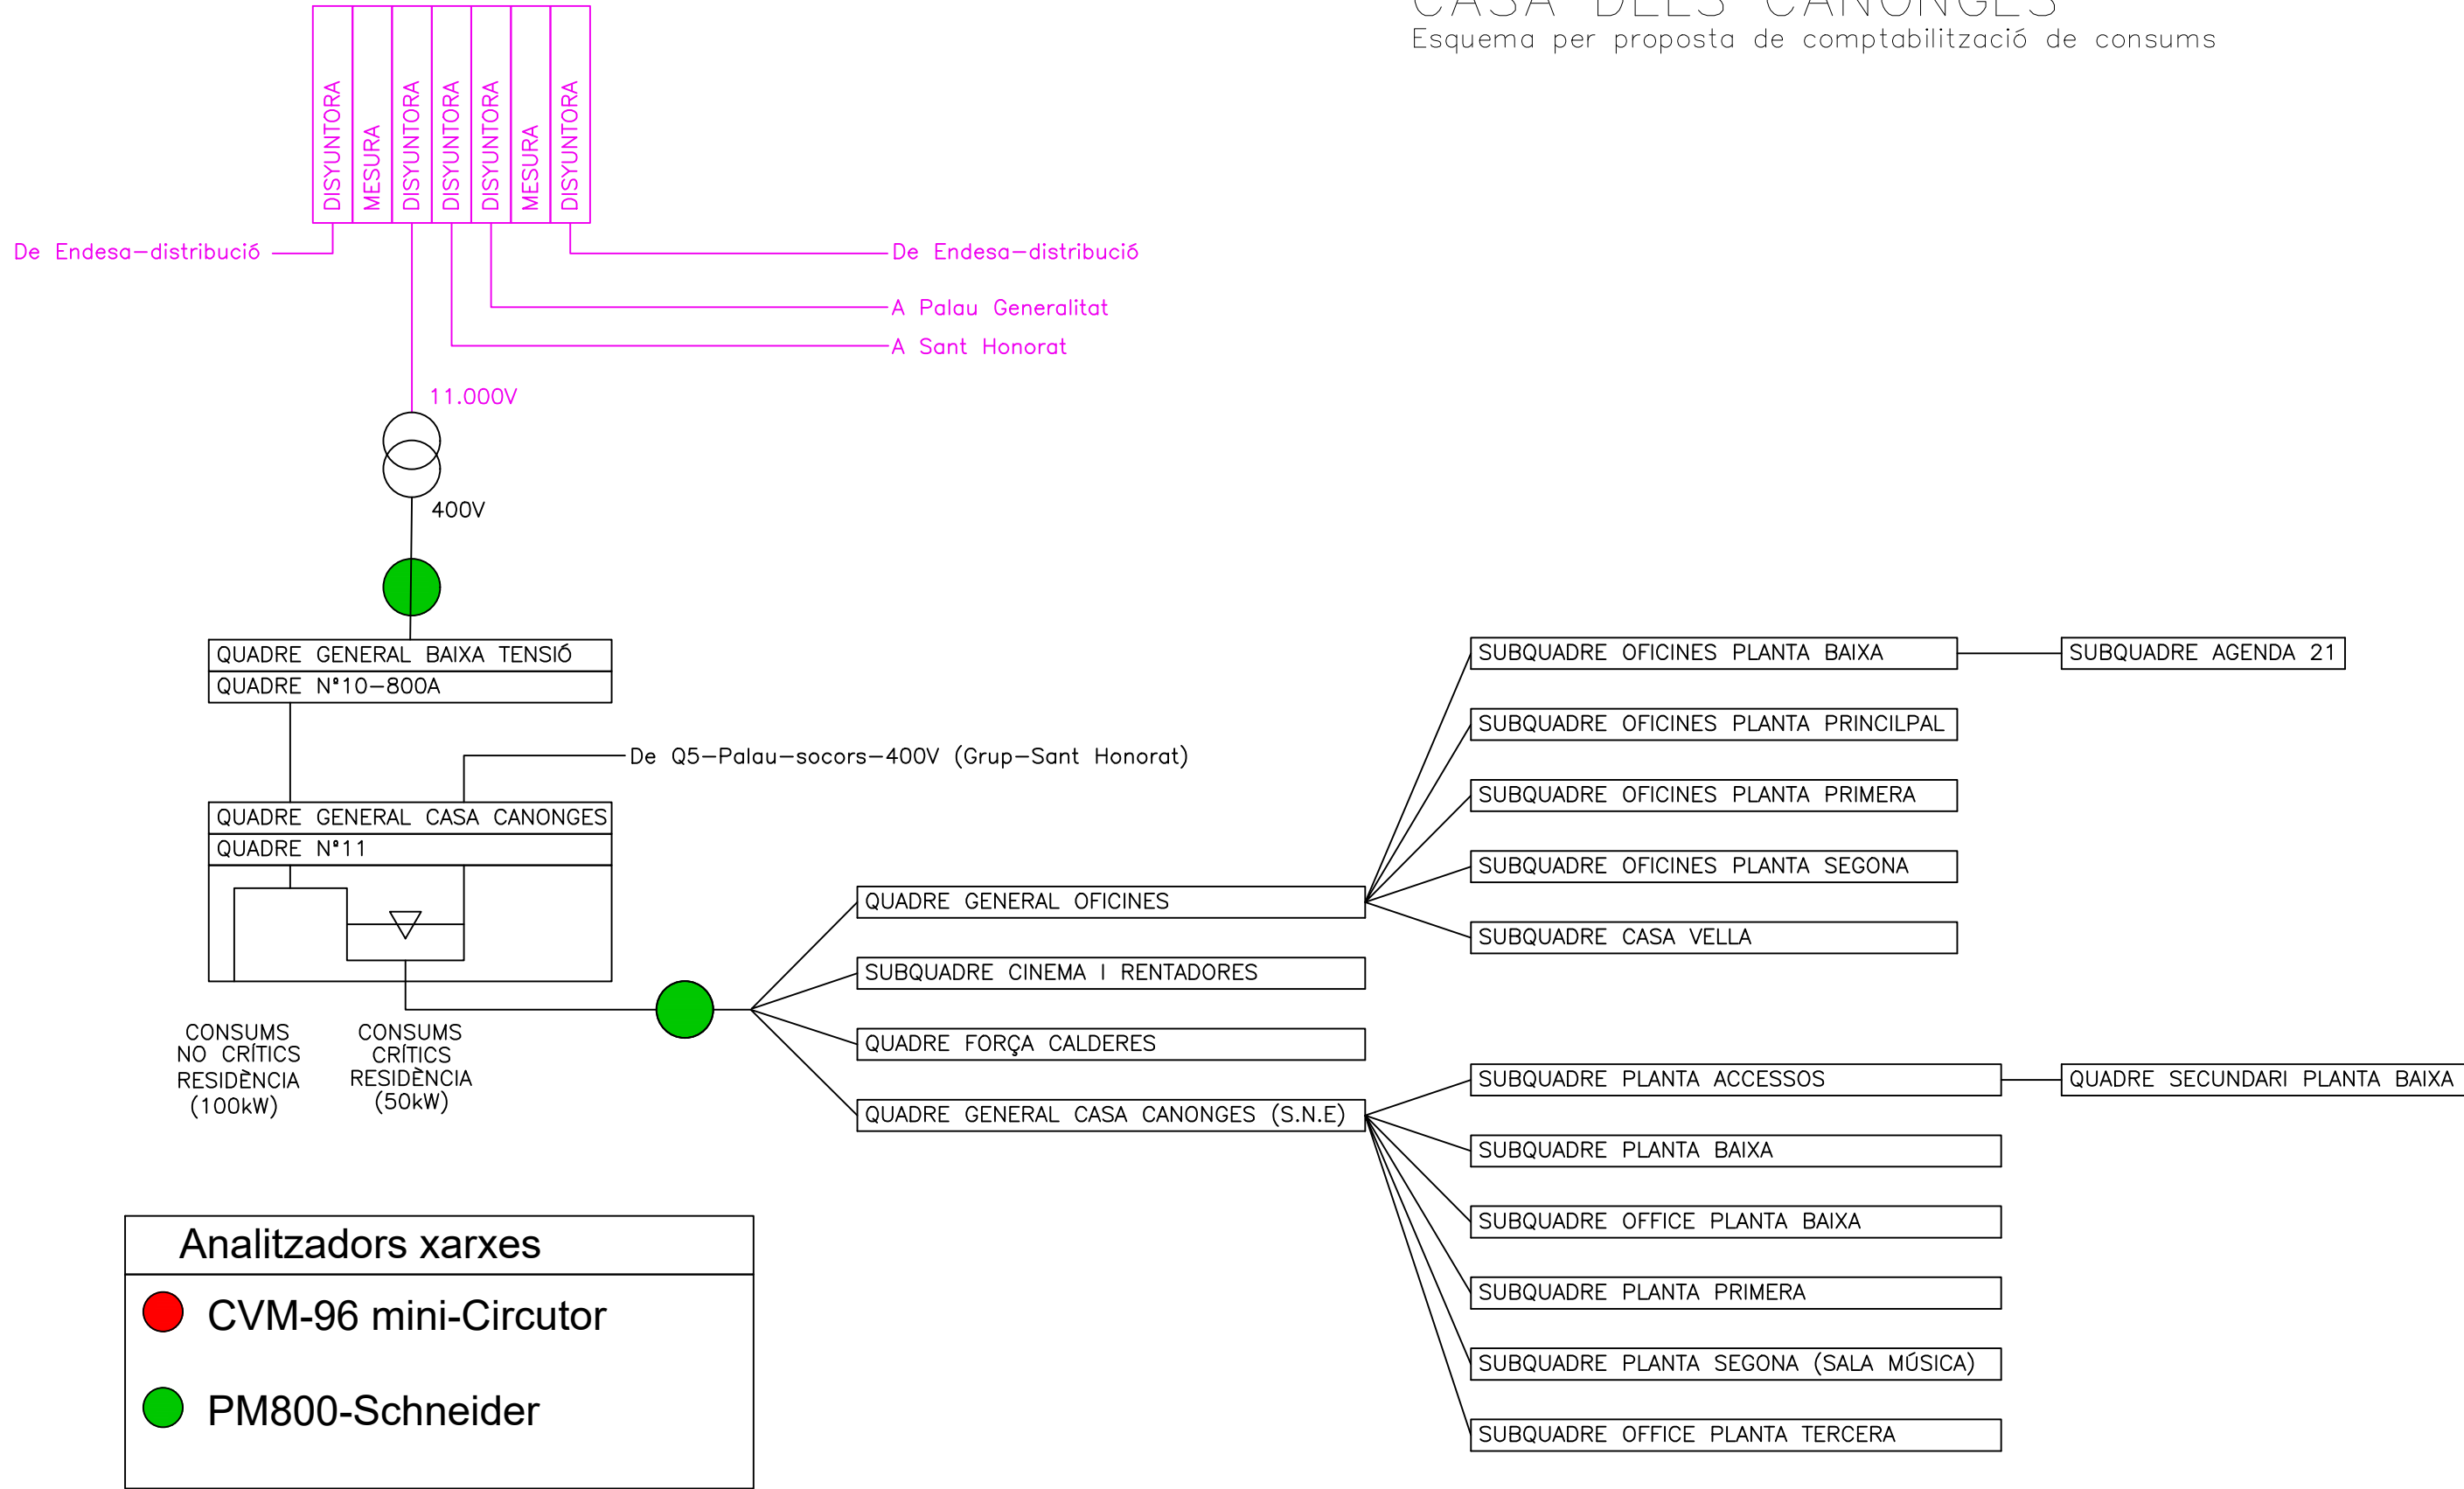 CASA DELS CANONGES
Esquema per proposta de comptabilització de consums
DISYUNTORA
MESURA
DISYUNTORA
DISYUNTORA
DISYUNTORA
MESURA
DISYUNTORA
De Endesa-distribució
De Endesa-distribució
A Palau Generalitat
A Sant Honorat
11.000V
400V
QUADRE GENERAL BAIXA TENSIÓ
QUADRE Nº10-800A
De Q5-Palau-socors-400V (Grup-Sant Honorat)
QUADRE GENERAL CASA CANONGES
QUADRE Nº11
CONSUMS
NO CRÍTICS
RESIDÈNCIA
(100kW)
CONSUMS
CRÍTICS
RESIDÈNCIA
(50kW)
QUADRE GENERAL OFICINES
SUBQUADRE CINEMA I RENTADORES
QUADRE FORÇA CALDERES
QUADRE GENERAL CASA CANONGES (S.N.E)
SUBQUADRE OFICINES PLANTA BAIXA
SUBQUADRE AGENDA 21
SUBQUADRE OFICINES PLANTA PRINCILPAL
SUBQUADRE OFICINES PLANTA PRIMERA
SUBQUADRE OFICINES PLANTA SEGONA
SUBQUADRE CASA VELLA
SUBQUADRE PLANTA ACCESSOS
QUADRE SECUNDARI PLANTA BAIXA
SUBQUADRE PLANTA BAIXA
SUBQUADRE OFFICE PLANTA BAIXA
SUBQUADRE PLANTA PRIMERA
SUBQUADRE PLANTA SEGONA (SALA MÚSICA)
SUBQUADRE OFFICE PLANTA TERCERA
Analitzadors xarxes
CVM-96 mini-Circutor
PM800-Schneider